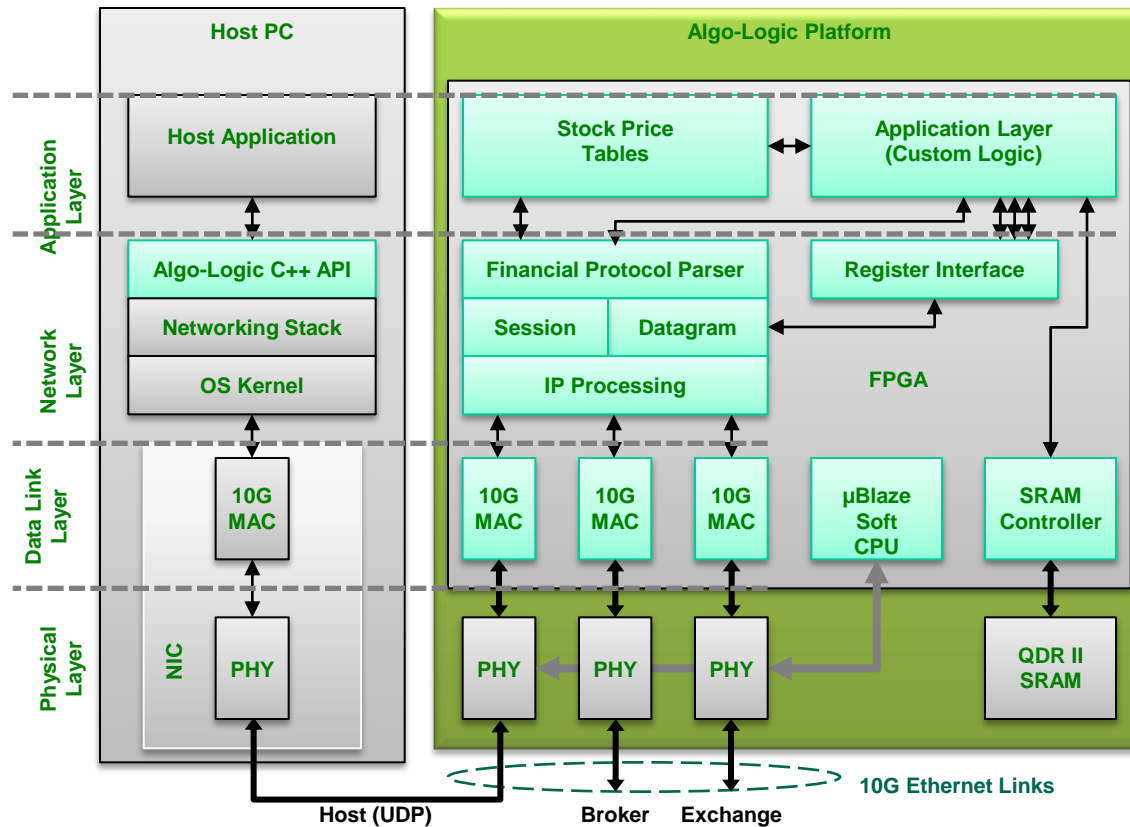 Host PC
Algo-Logic Platform
Application
Layer
Host Application
Stock Price
Tables
Application Layer
(Custom Logic)
Network
Layer
Algo-Logic C++ API
Networking Stack
OS Kernel
Financial Protocol Parser
Session
Datagram
IP Processing
Register Interface
FPGA
Data Link
Layer
10G
MAC
10G
MAC
10G
MAC
10G
MAC
µBlaze
Soft
CPU
SRAM
Controller
Physical
Layer
NIC
PHY
PHY
PHY
PHY
QDR II
SRAM
10G Ethernet Links
Host (UDP)
Broker
Exchange